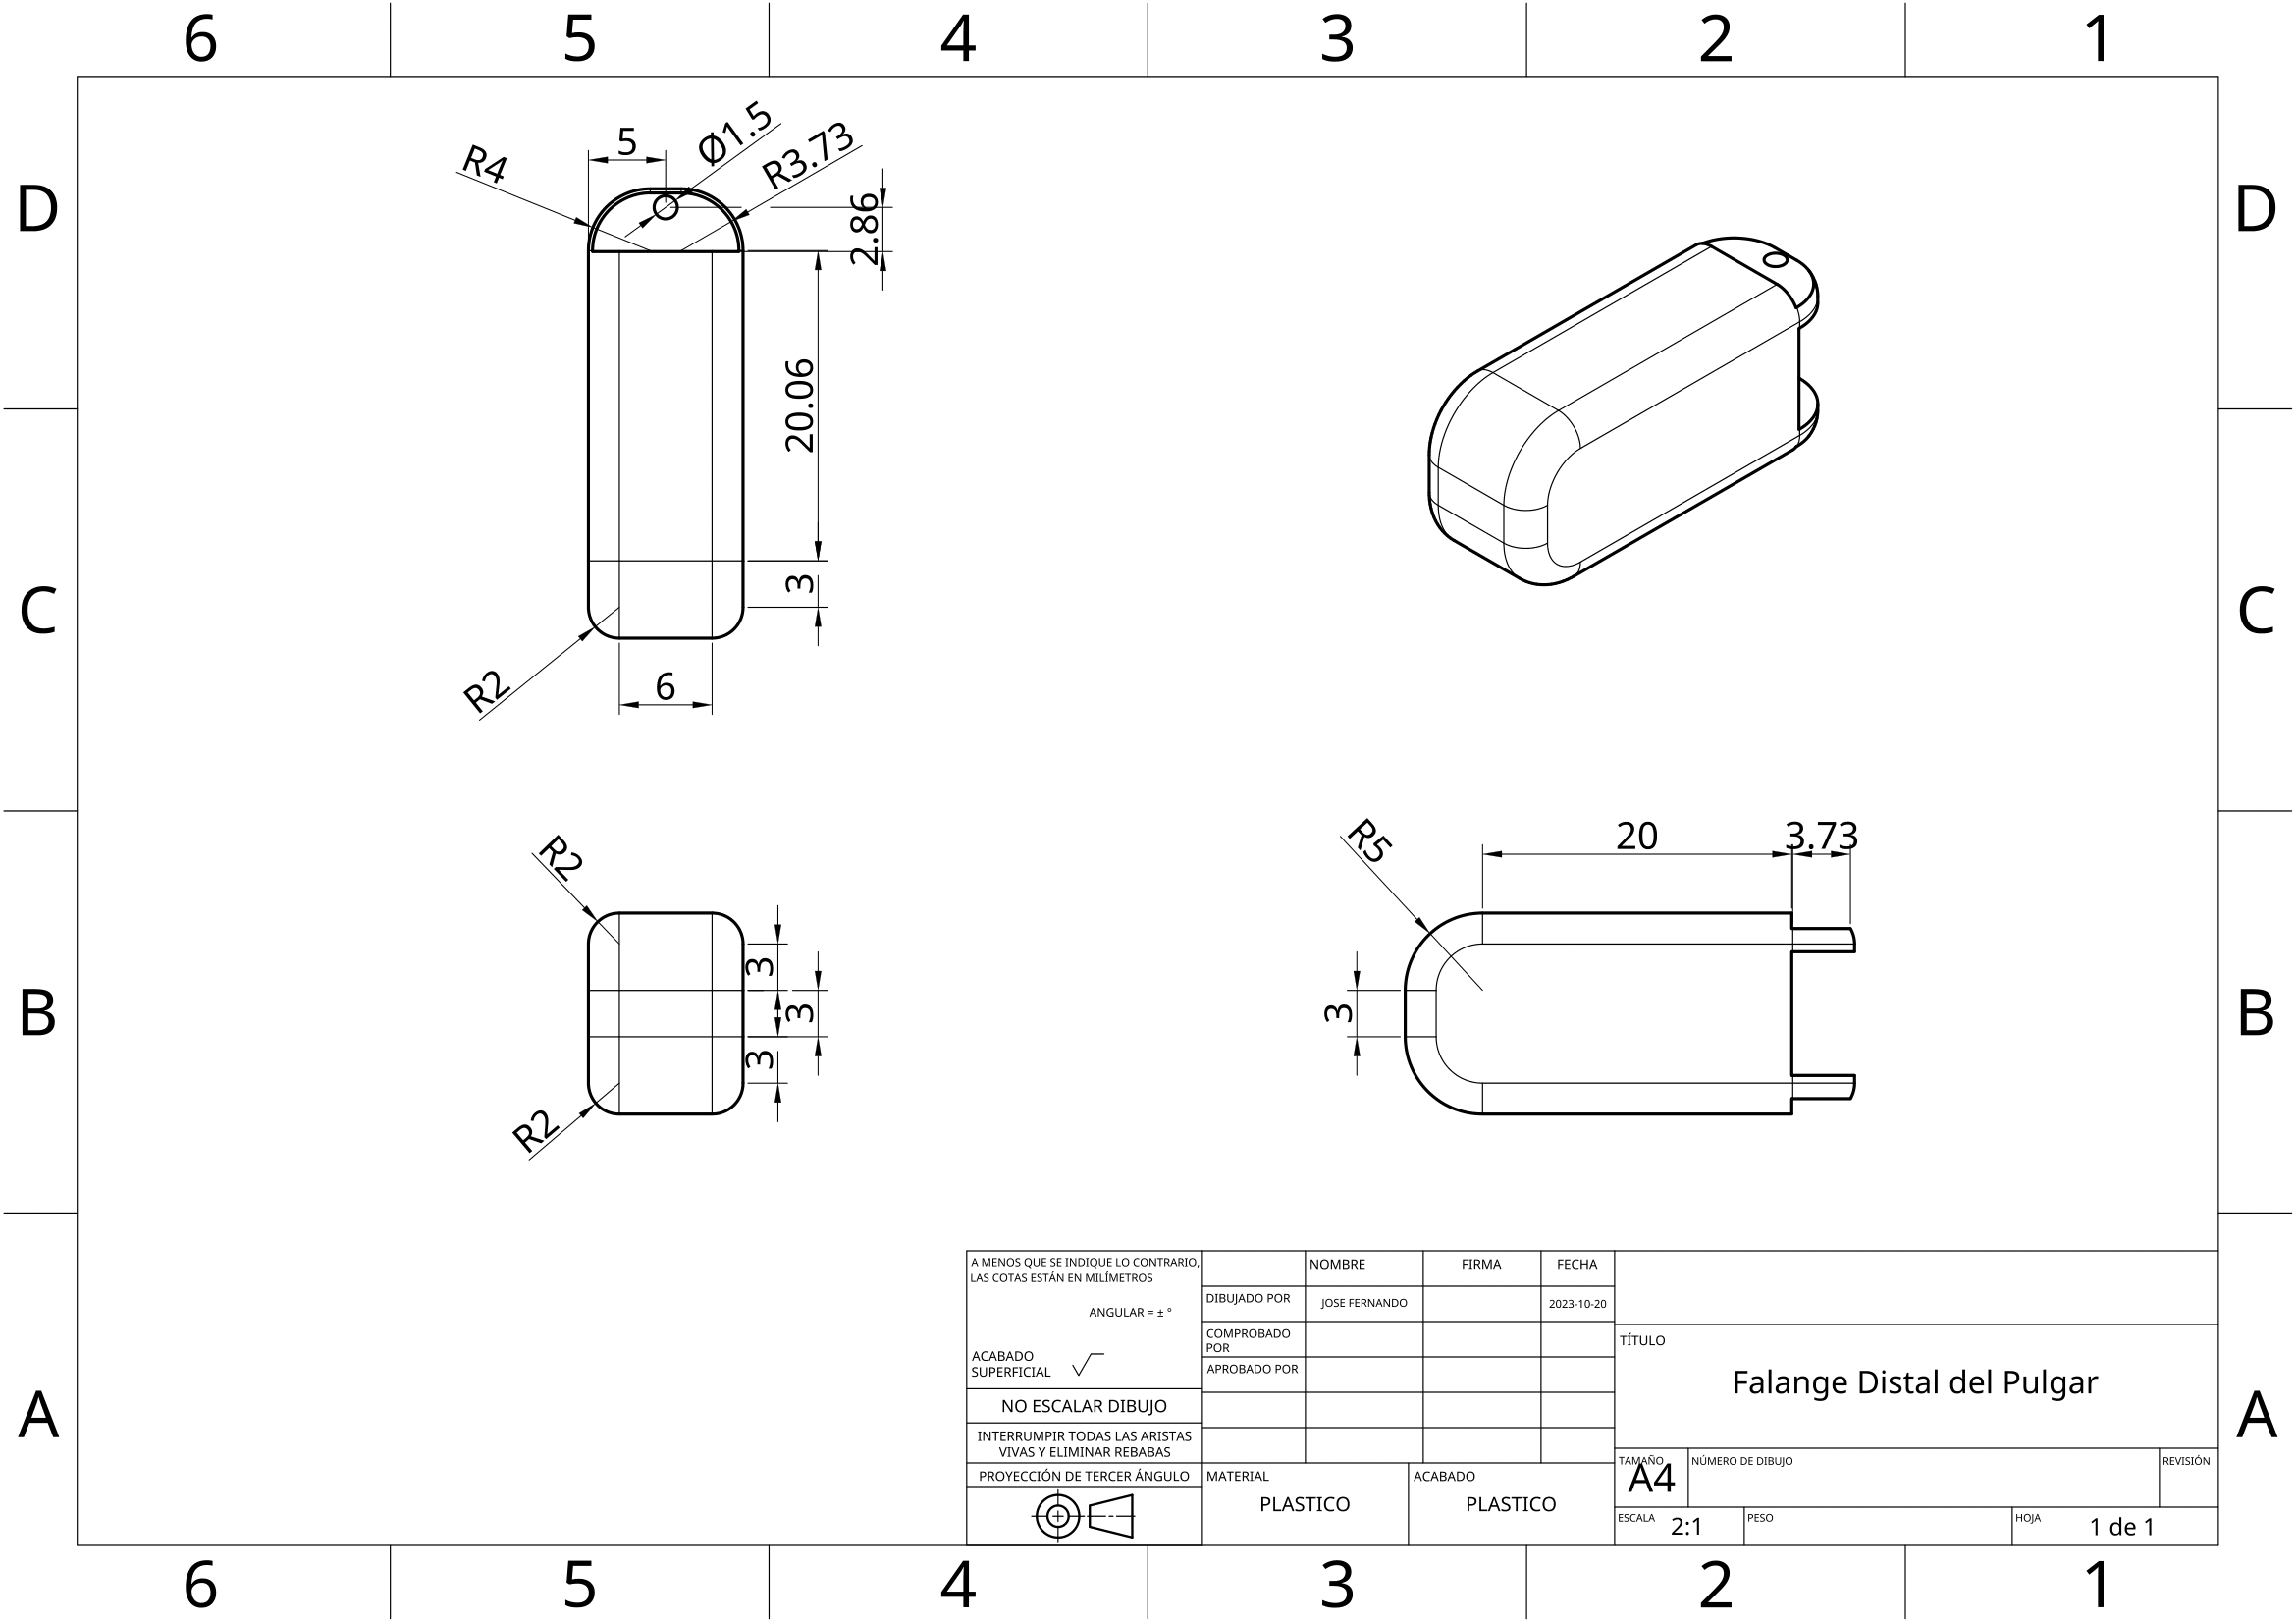 6 5 4 3 2 1
D D
R4
5
Ø1.5
R3.73
2.86
20.06
C C
3
R2
6
R2
3
3
3
R2
R5
20
3.73
3
B B
A A
A MENOS QUE SE INDIQUE LO CONTRARIO,
LAS COTAS ESTÁN EN MILÍMETROS
ANGULAR = ± °
ACABADO
SUPERFICIAL
NO ESCALAR DIBUJO
INTERRUMPIR TODAS LAS ARISTAS
VIVAS Y ELIMINAR REBABAS
PROYECCIÓN DE TERCER ÁNGULO
NOMBRE FIRMA FECHA
DIBUJADO POR JOSE FERNANDO 2023-10-20
COMPROBADO
POR
APROBADO POR
MATERIAL
PLASTICO
ACABADO
PLASTICO
TÍTULO
Falange Distal del Pulgar
TAMAÑO
A4
NÚMERO DE DIBUJO
REVISIÓN
ESCALA 2:1
PESO
HOJA 1 de 1
6 5 4 3 2 1